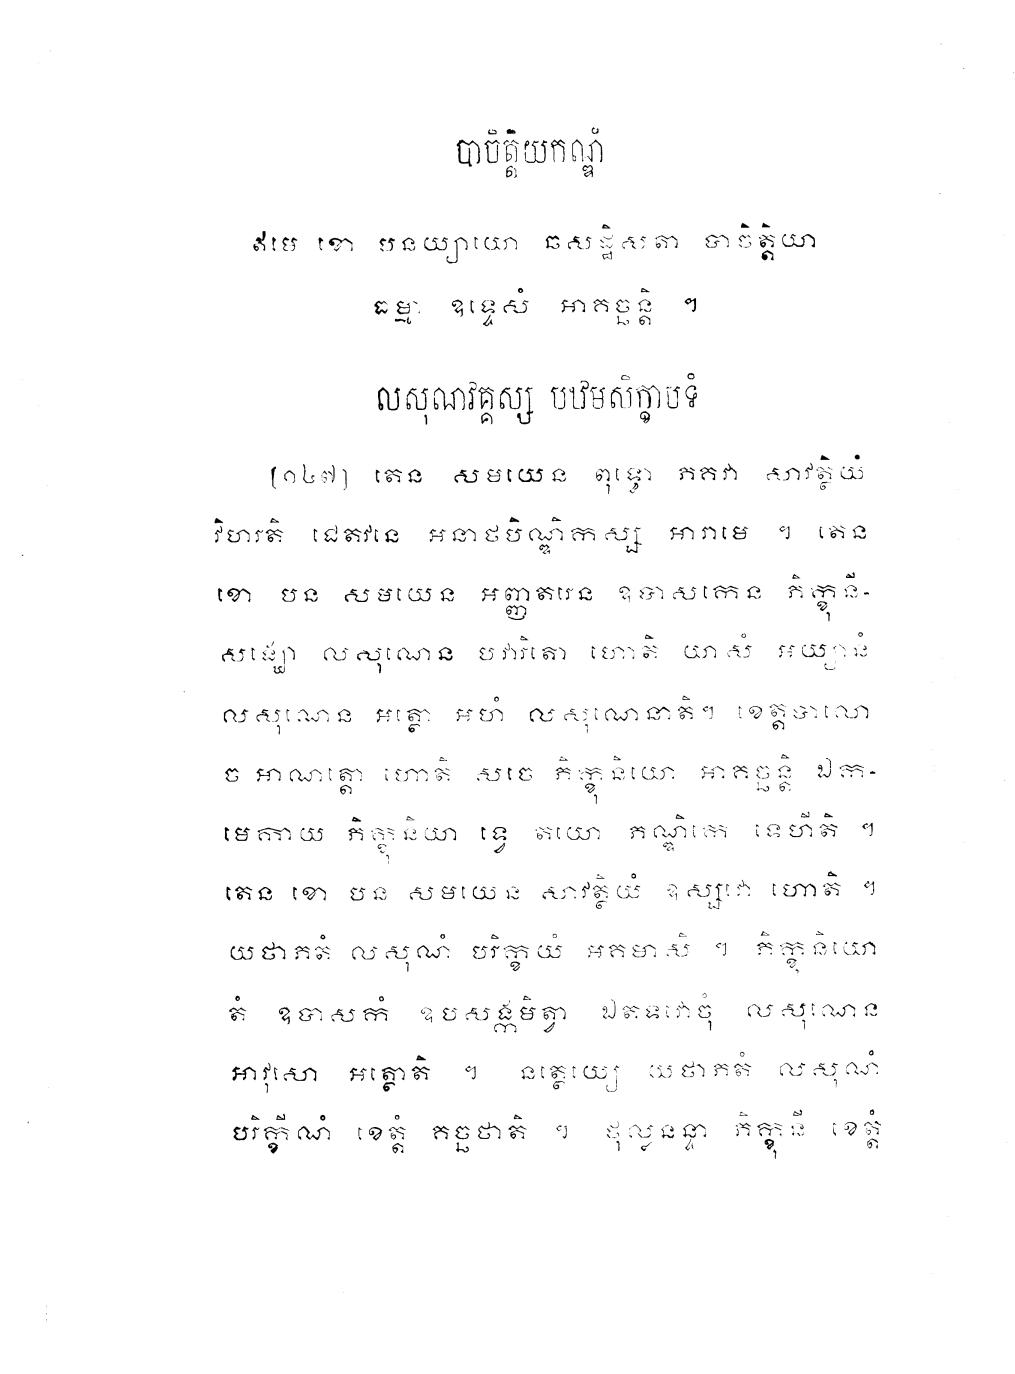 បាចិត្តិយកណ្ឌំ
ឥមេ ខោ បនយ្យាយោ ឆសដ្ឋិសតា បាចិត្តិយា
ធម្មា ឧទ្ទេសំ អាគច្ឆន្តិ ។
លសុណវគ្គស្ស បឋមសិក្ខាបទំ
[១៤៧] តេន សមយេន ពុទ្ធោ ភគវា សាវត្ថិយំ
វិហរតិ ជេតវនេ អនាថបិណ្ឌិកស្ស អារាមេ ។ តេន
ខោ បន សមយេន អញ្ញតរេន ឧបាសកេន ភិក្ខុនី-
សង្ឃោ លសុណេន បវារិតោ ហោតិ យាសំ អយ្យានំ
លសុណេន អត្ថោ អហំ លសុណេនាតិ។ ខេត្តបាលោ
ច អាណត្តោ ហោតិ សចេ ភិក្ខុនិយោ អាគច្ឆន្តិ ឯក-
មេកាយ ភិក្ខុនិយា ទ្វេ តយោ ភណ្ឌិកេ ទេហីតិ ។
តេន ខោ បន សមយេន សាវត្ថិយំ ឧស្សវោ ហោតិ ។
យថាភតំ លសុណំ បរិក្ខយំ អគមាសិ ។ ភិក្ខុនិយោ
តំ ឧបាសកំ ឧបសង្កមិត្វា ឯតទវោចុំ លសុណេន
អាវុសោ អត្ថោតិ ។ នត្ថេយ្យេ យថាភតំ លសុណំ
បរិក្ខីណំ ខេត្តំ គច្ឆថាតិ ។ ថុល្លនន្ទា ភិក្ខុនី ខេត្តំ